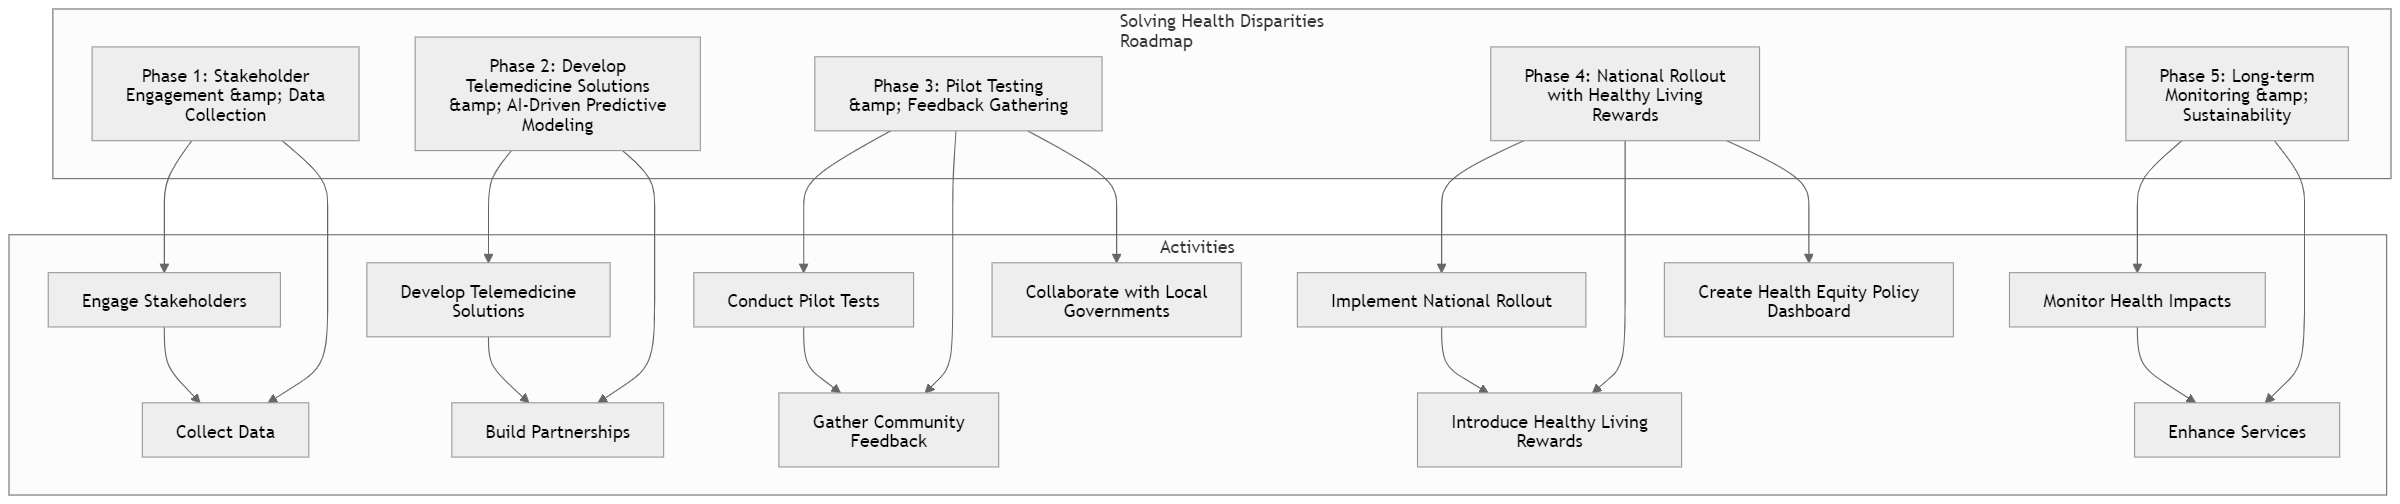 Solving Health Disparities
Roadmap
Phase 1: Stakeholder
Engagement &amp; Data
Collection
Phase 2: Develop
Telemedicine Solutions
&amp; AI-Driven Predictive
Modeling
Phase 3: Pilot Testing
&amp; Feedback Gathering
Phase 4: National Rollout
with Healthy Living
Rewards
Phase 5: Long-term
Monitoring &amp;
Sustainability
Activities
Engage Stakeholders
Develop Telemedicine
Solutions
Conduct Pilot Tests
Collaborate with Local
Governments
Implement National Rollout
Create Health Equity Policy
Dashboard
Monitor Health Impacts
Collect Data
Build Partnerships
Gather Community
Feedback
Introduce Healthy Living
Rewards
Enhance Services